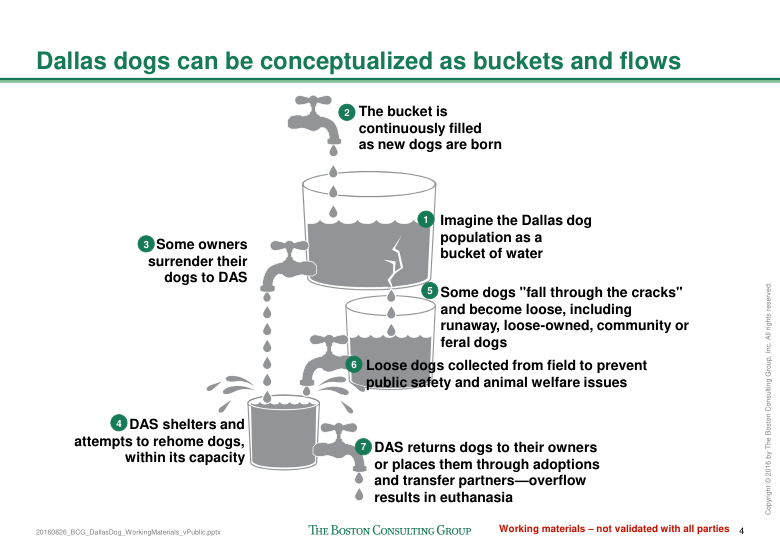 Dallas dogs can be conceptualized as buckets and flows
2 The bucket is
continuously filled
as new dogs are born
1 Imagine the Dallas dog
population as a
bucket of water
3 Some owners
surrender their
dogs to DAS
5 Some dogs "fall through the cracks"
and become loose, including
runaway, loose-owned, community or
feral dogs
6 Loose dogs collected from field to prevent
public safety and animal welfare issues
4 DAS shelters and
attempts to rehome dogs,
within its capacity
7 DAS returns dogs to their owners
or places them through adoptions
and transfer partners—overflow
results in euthanasia
Copyright © 2016 by The Boston Consulting Group, Inc. All rights reserved.
20160826_BCG_DallasDog_WorkingMaterials_vPublic.pptx
THE BOSTON CONSULTING GROUP
Working materials – not validated with all parties
4